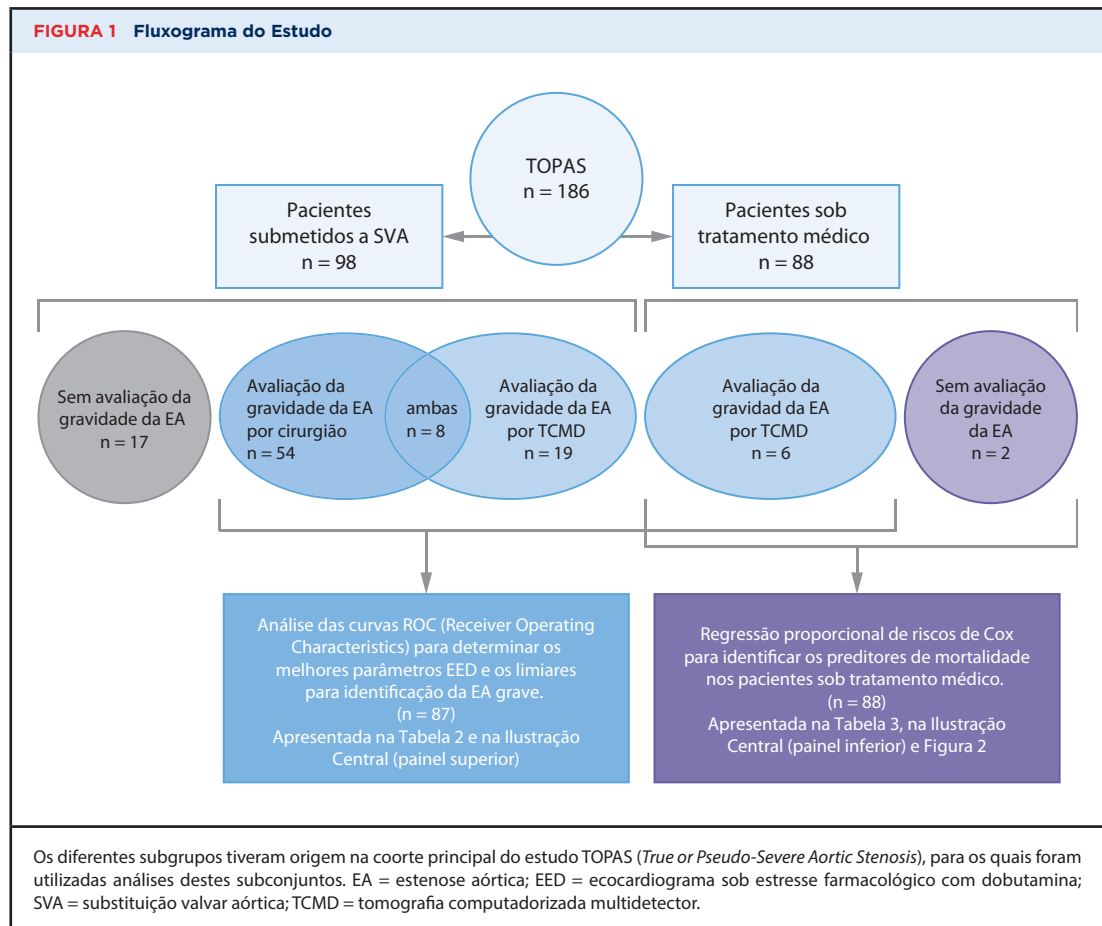 FIGURA 1 Fluxograma do Estudo
TOPAS
n = 186
Pacientes
submetidos a SVA
n = 98
Pacientes sob
tratamento médico
n = 88
Sem avaliação da
gravidade da EA
n = 17
Avaliação da
gravidade da EA
por cirurgião
n = 54
ambas
n = 8
Avaliação da
gravidade da EA
por TCMD
n = 19
Avaliação da
gravidad da EA
por TCMD
n = 6
Sem avaliação
da gravidade
da EA
n = 2
Análise das curvas ROC (Receiver Operating
Characteristics) para determinar os
melhores parâmetros EED e os limiares
para identificação da EA grave.
(n = 87)
Apresentada na Tabela 2 e na Ilustração
Central (painel superior)
Regressão proporcional de riscos de Cox
para identificar os preditores de mortalidade
nos pacientes sob tratamento médico.
(n = 88)
Apresentada na Tabela 3, na Ilustração
Central (painel inferior) e Figura 2
Os diferentes subgrupos tiveram origem na coorte principal do estudo TOPAS (True or Pseudo-Severe Aortic Stenosis), para os quais foram
utilizadas análises destes subconjuntos. EA = estenose aórtica; EED = ecocardiograma sob estresse farmacológico com dobutamina;
SVA = substituição valvar aórtica; TCMD = tomografia computadorizada multidetector.